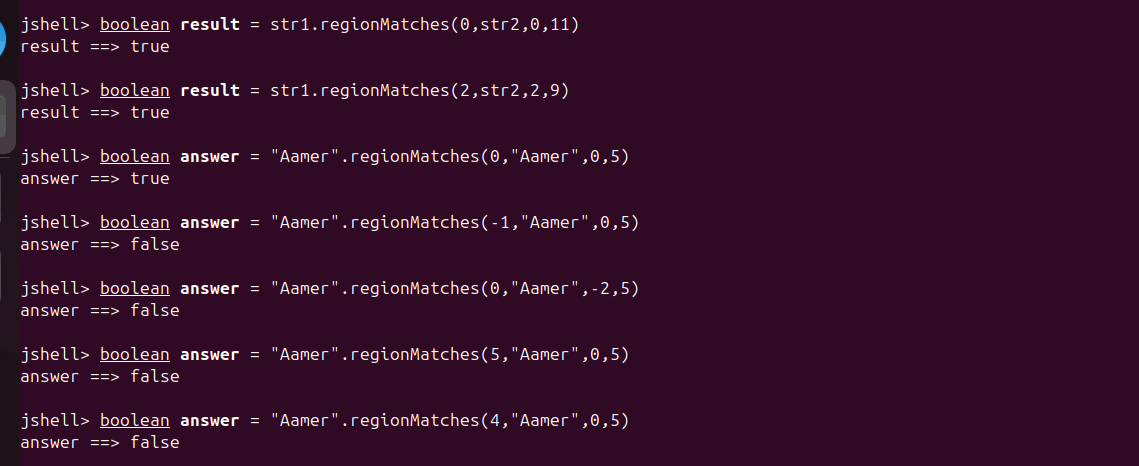 jshell> boolean result = str1.regionMatches(0,str2,0,11)
result ==> true
jshell> boolean result = str1.regionMatches(2,str2,2,9)
result ==> true
jshell> boolean answer = "Aamer".regionMatches(0,"Aamer",0,5)
answer ==> true
jshell> boolean answer = "Aamer".regionMatches(-1,"Aamer",0,5)
answer ==> false
jshell> boolean answer = "Aamer".regionMatches(0,"Aamer",-2,5)
answer ==> false
jshell> boolean answer = "Aamer".regionMatches(5,"Aamer",0,5)
answer ==> false
jshell> boolean answer = "Aamer".regionMatches(4,"Aamer",0,5)
answer ==> false